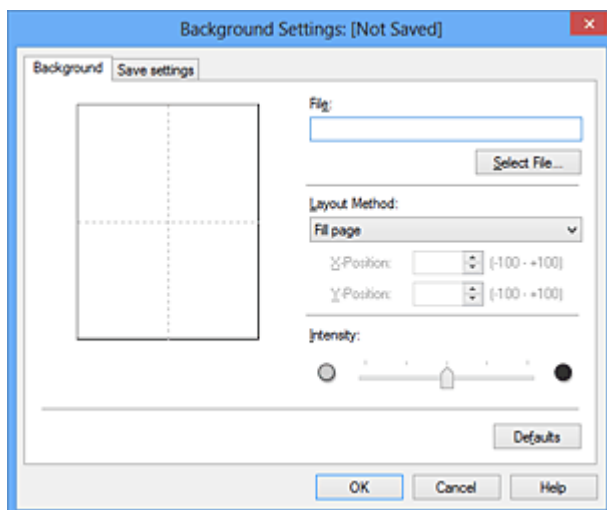 Background Settings: [Not Saved]
Background Save settings
File:
Select File...
Layout Method:
Fill page
X-Position: (-100 - +100)
Y-Position: (-100 - +100)
Intensity:
Defaults
OK Cancel Help